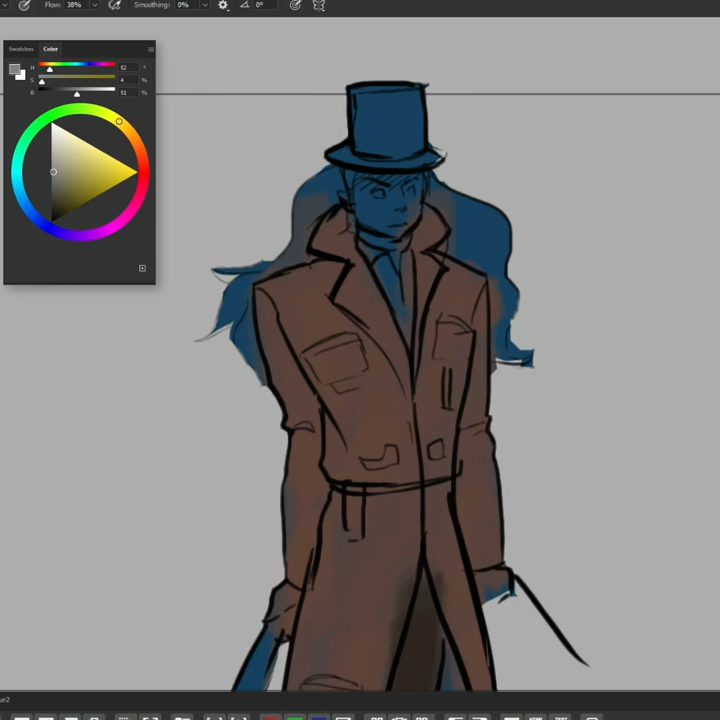 Flow: 38% Smoothing: 0% 0°
Swatches Color
H 52 °
S 4 %
B 51 %